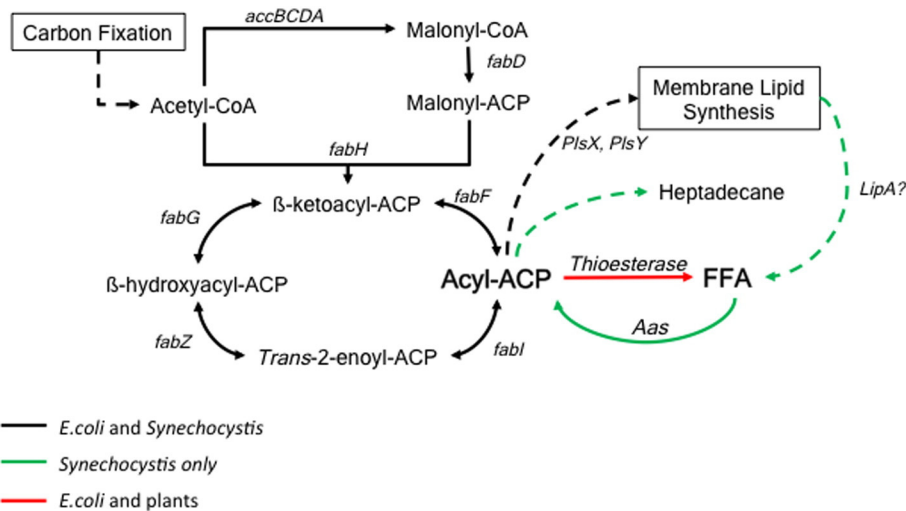 accBCDA
Carbon Fixation
Malonyl-CoA
fabD
Acetyl-CoA
Malonyl-ACP
Membrane Lipid
Synthesis
PlsX, PlsY
fabH
LipA?
Heptadecane
fabG
ß-ketoacyl-ACP
fabF
ß-hydroxyacyl-ACP
Acyl-ACP
Thioesterase
FFA
Aas
fabZ
Trans-2-enoyl-ACP
fabI
E.coli and Synechocystis
Synechocystis only
E.coli and plants